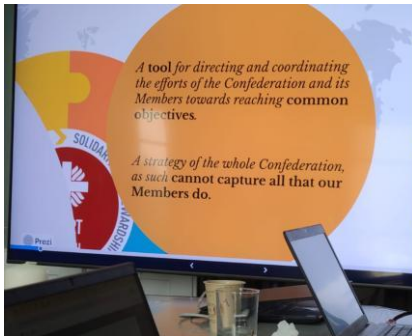 A tool for directing and coordinating
the efforts of the Confederation and its
Members towards reaching common
objectives.
A strategy of the whole Confederation,
as such cannot capture all that our
Members do.
Prezi